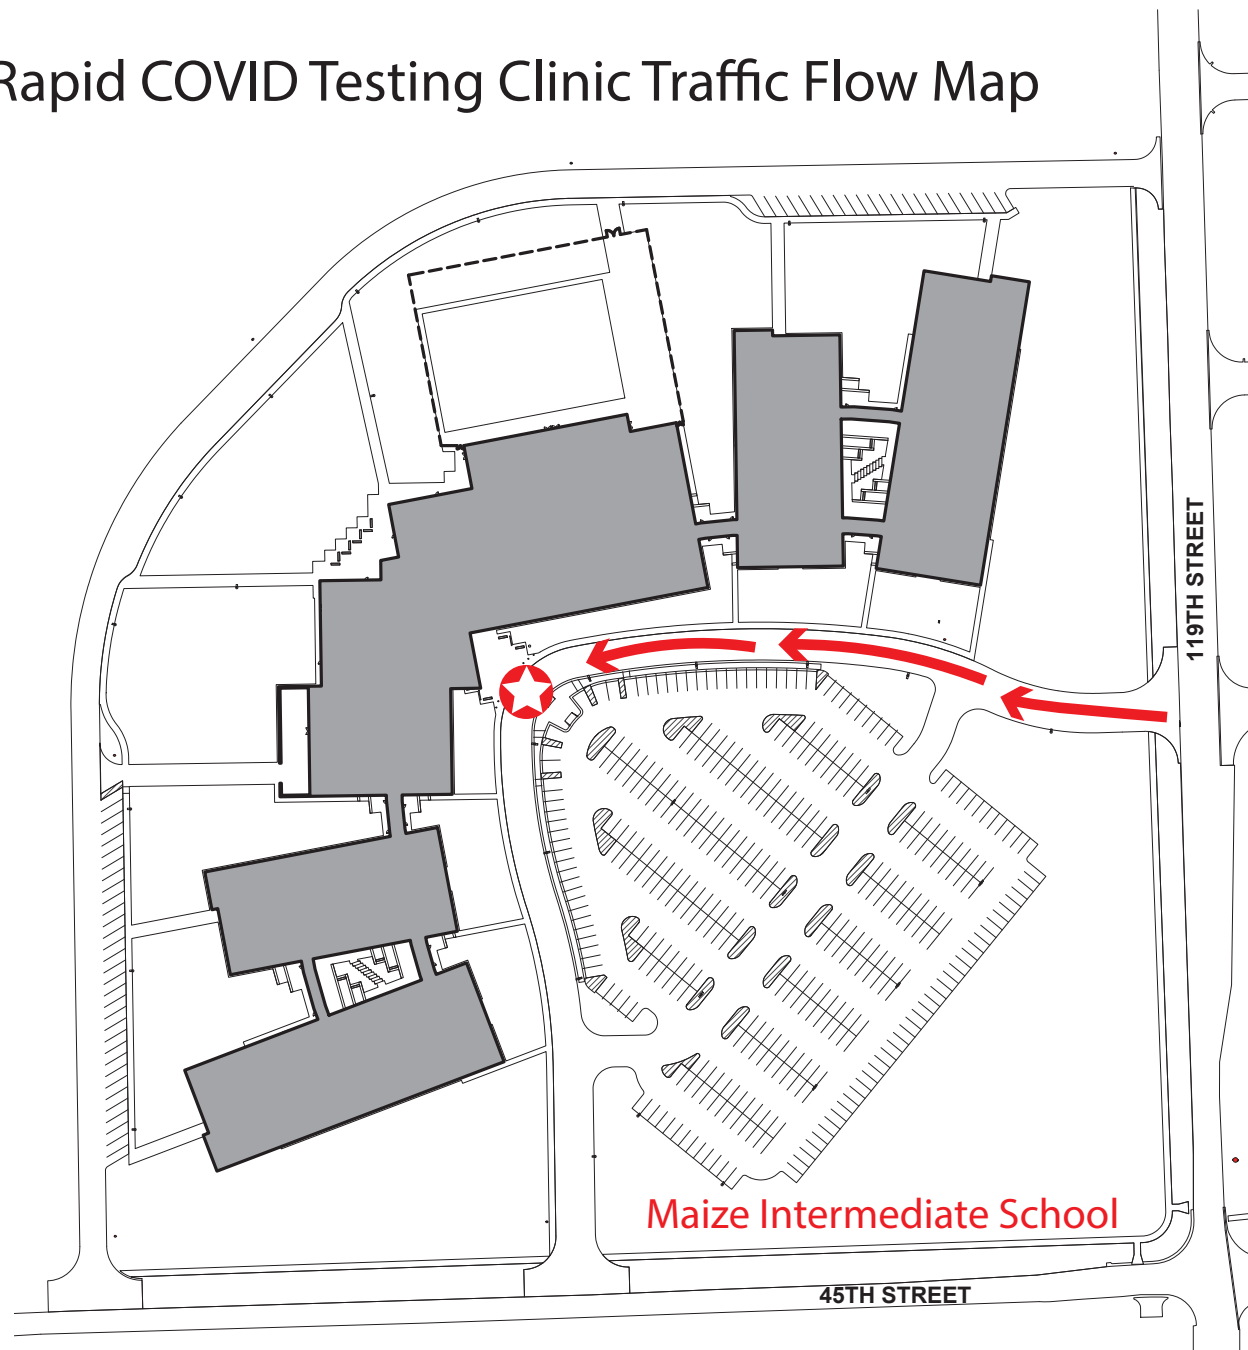 Rapid COVID Testing Clinic Traffic Flow Map
119TH STREET
Maize Intermediate School
45TH STREET